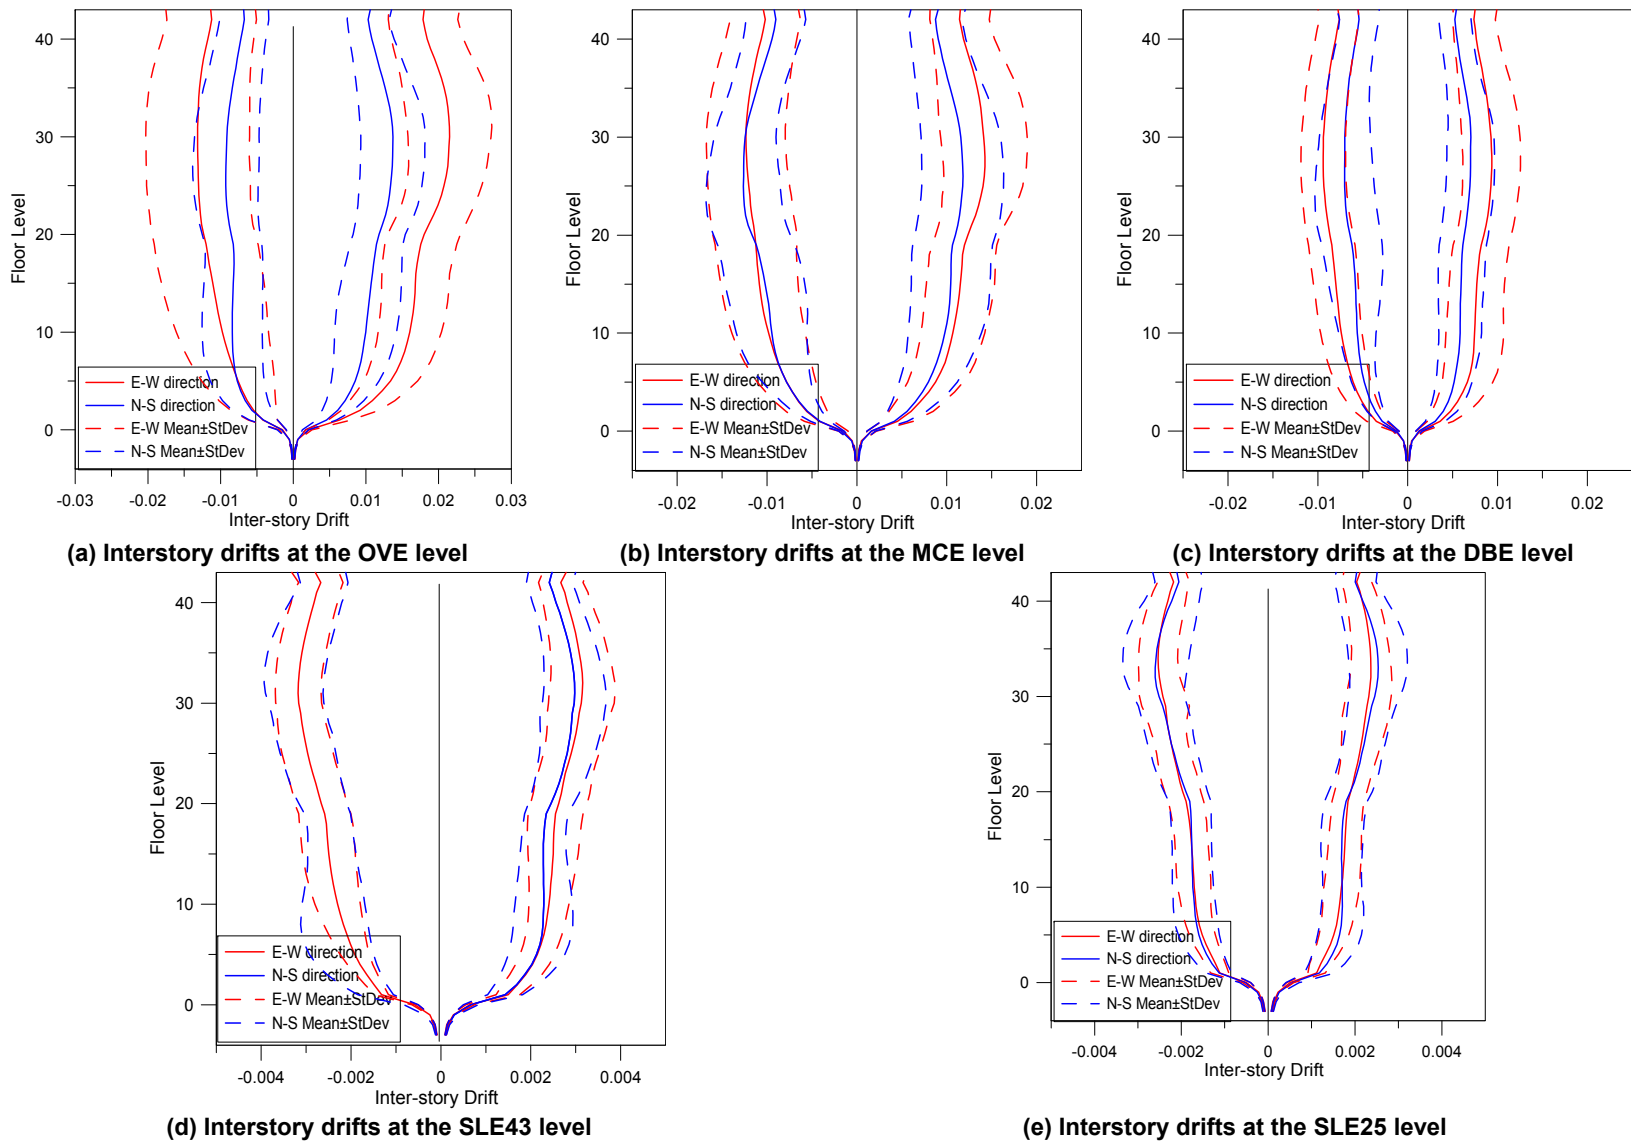 40
30
20
10
0
Floor Level
E-W direction
N-S direction
E-W Mean±StDev
N-S Mean±StDev
-0.03 -0.02 -0.01 0 0.01 0.02 0.03
Inter-story Drift
(a) Interstory drifts at the OVE level
40
30
20
10
0
Floor Level
E-W direction
N-S direction
E-W Mean±StDev
N-S Mean±StDev
-0.02 -0.01 0 0.01 0.02
Inter-story Drift
(b) Interstory drifts at the MCE level
40
30
20
10
0
Floor Level
E-W direction
N-S direction
E-W Mean±StDev
N-S Mean±StDev
-0.02 -0.01 0 0.01 0.02
Inter-story Drift
(c) Interstory drifts at the DBE level
40
30
20
10
0
Floor Level
E-W direction
N-S direction
E-W Mean±StDev
N-S Mean±StDev
-0.004 -0.002 0 0.002 0.004
Inter-story Drift
(d) Interstory drifts at the SLE43 level
40
30
20
10
0
Floor Level
E-W direction
N-S direction
E-W Mean±StDev
N-S Mean±StDev
-0.004 -0.002 0 0.002 0.004
Inter-story Drift
(e) Interstory drifts at the SLE25 level